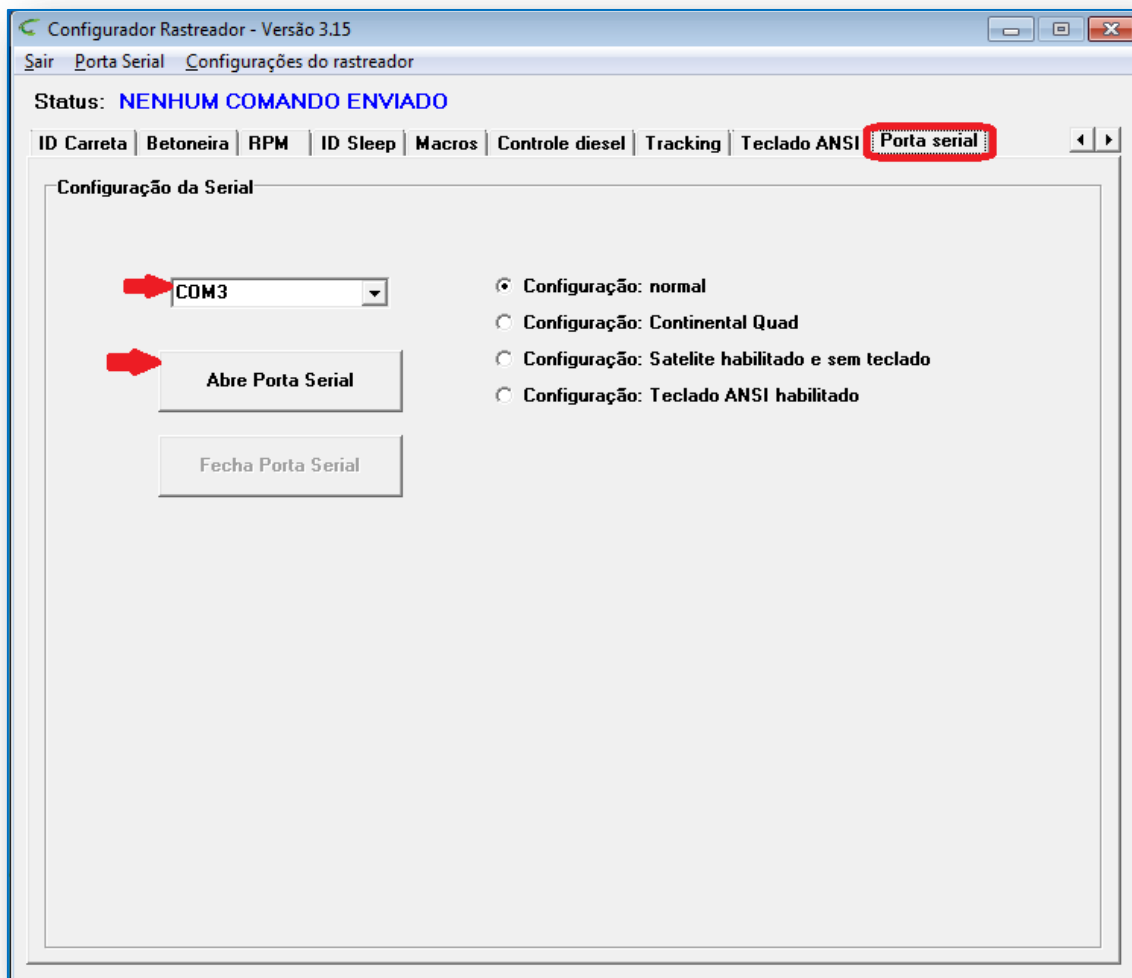 Configurador Rastreador - Versão 3.15
Sair Porta Serial Configurações do rastreador
Status: NENHUM COMANDO ENVIADO
ID Carreta Betoneira RPM ID Sleep Macros Controle diesel Tracking Teclado ANSI Porta serial
Configuração da Serial
COM3
Abre Porta Serial
Fecha Porta Serial
Configuração: normal
Configuração: Continental Quad
Configuração: Satelite habilitado e sem teclado
Configuração: Teclado ANSI habilitado